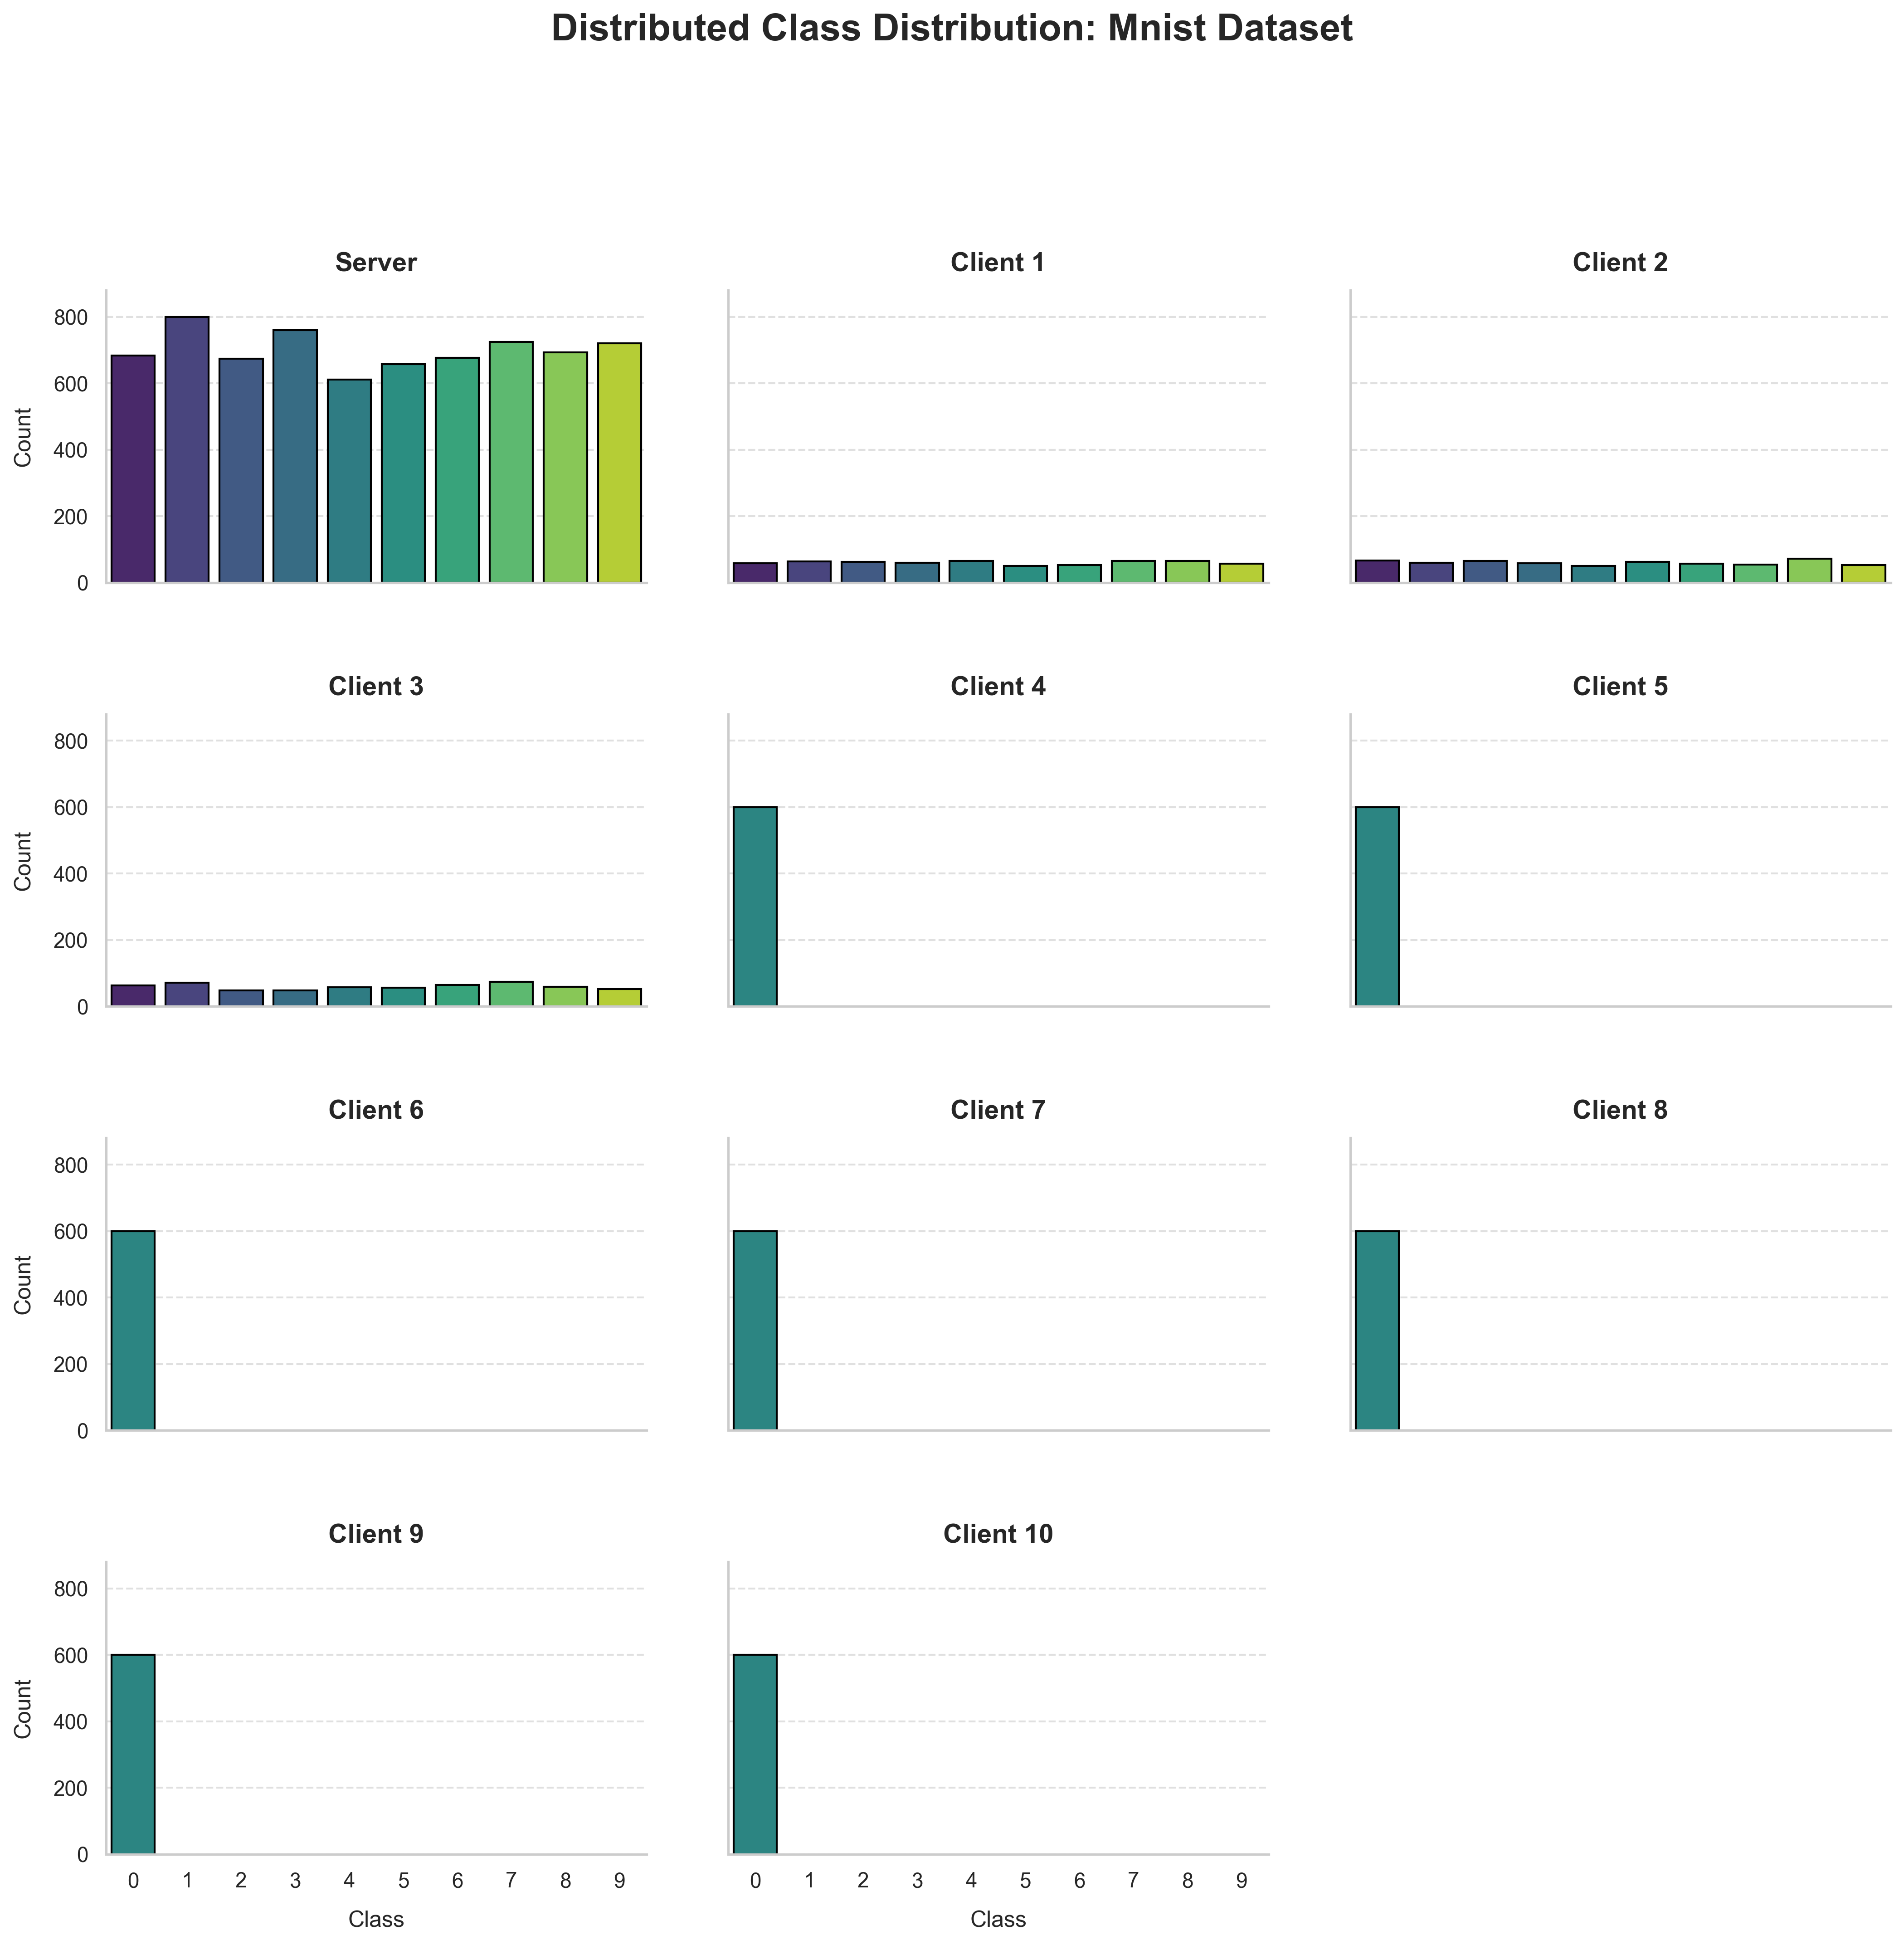 Distributed Class Distribution: Mnist Dataset
Server
Client 1
Client 2
800
600
400
200
0
Count
Client 3
Client 4
Client 5
800
600
400
200
0
Count
Client 6
Client 7
Client 8
800
600
400
200
0
Count
Client 9
Client 10
800
600
400
200
0
Count
0 1 2 3 4 5 6 7 8 9
0 1 2 3 4 5 6 7 8 9
Class
Class